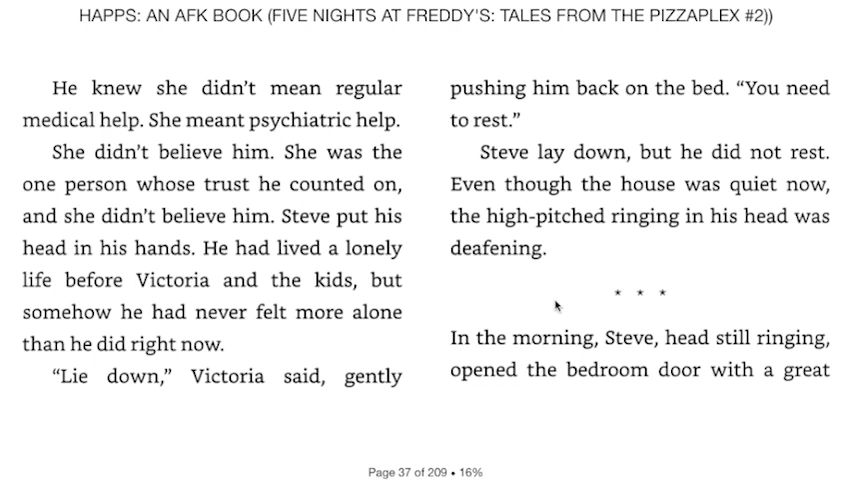 HAPPS: AN AFK BOOK (FIVE NIGHTS AT FREDDY'S: TALES FROM THE PIZZAPLEX #2))
He knew she didn’t mean regular
medical help. She meant psychiatric help.
She didn’t believe him. She was the
one person whose trust he counted on,
and she didn’t believe him. Steve put his
head in his hands. He had lived a lonely
life before Victoria and the kids, but
somehow he had never felt more alone
than he did right now.
“Lie down,” Victoria said, gently
pushing him back on the bed. “You need
to rest.”
Steve lay down, but he did not rest.
Even though the house was quiet now,
the high-pitched ringing in his head was
deafening.
* * *
In the morning, Steve, head still ringing,
opened the bedroom door with a great
Page 37 of 209 • 16%